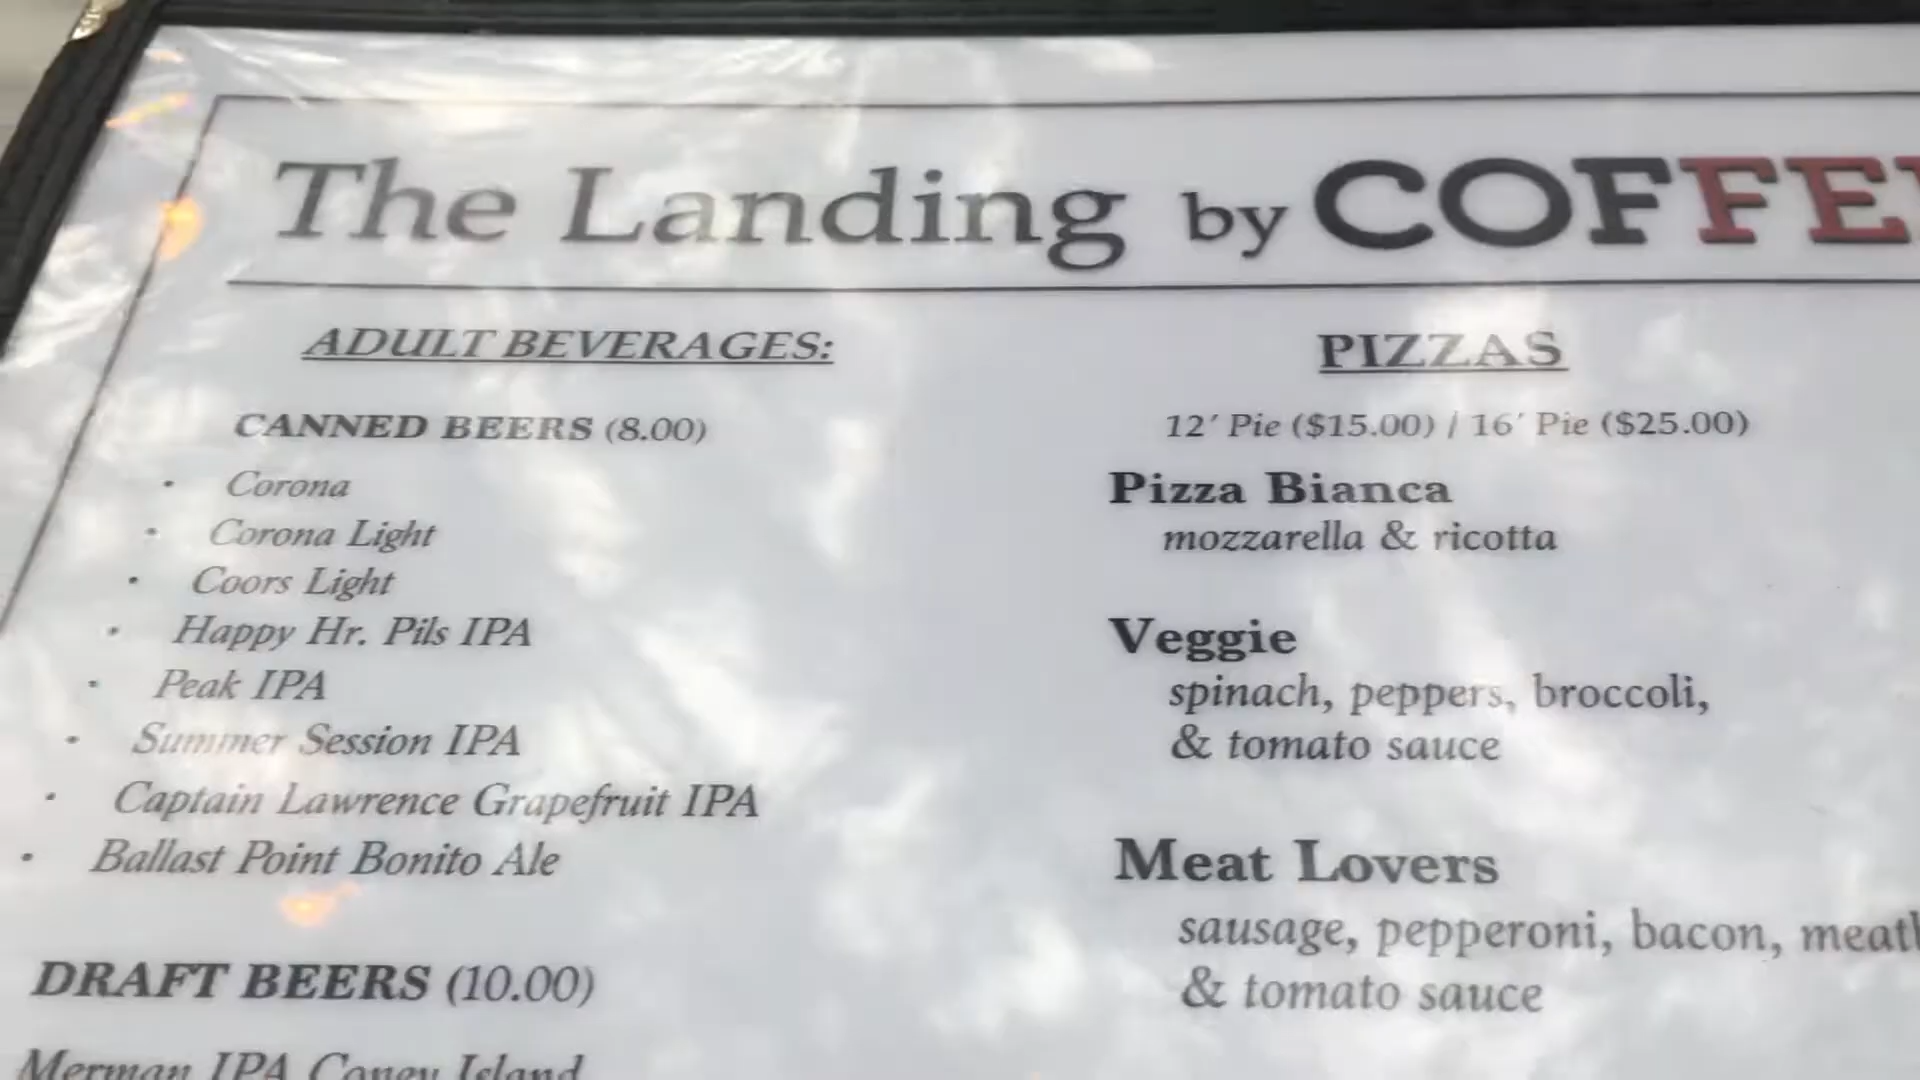 The Landing by COFFE
ADULT BEVERAGES:
CANNED BEERS (8.00)
• Corona
• Corona Light
• Coors Light
• Happy Hr. Pils IPA
• Peak IPA
• Summer Session IPA
• Captain Lawrence Grapefruit IPA
• Ballast Point Bonito Ale
DRAFT BEERS (10.00)
Merman IPA Coney Island
PIZZAS
12′ Pie ($15.00) / 16′ Pie ($25.00)
Pizza Bianca
mozzarella & ricotta
Veggie
spinach, peppers, broccoli,
& tomato sauce
Meat Lovers
sausage, pepperoni, bacon,
& tomato sauce